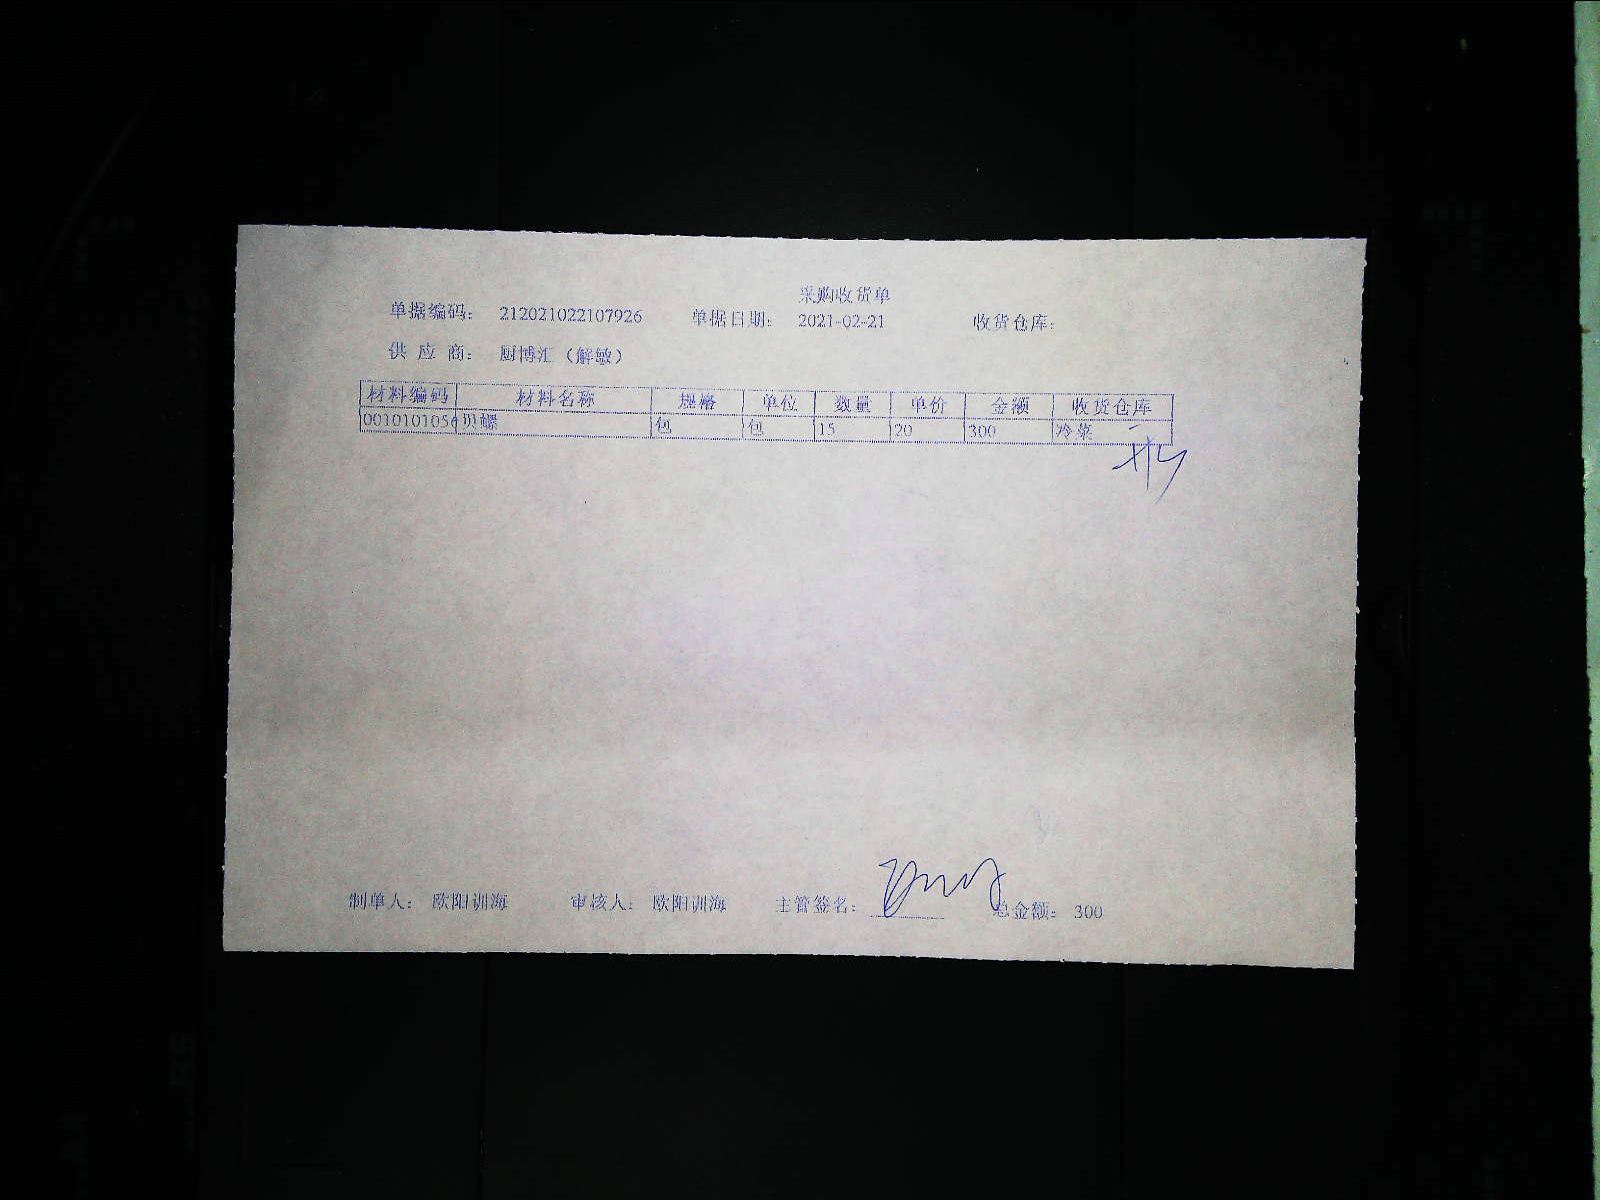 采购收货单
单据编码： 212021022107926 单据日期： 2021-02-21 收货仓库：
供 应 商： 厨博汇（解敏）
材料编码 材料名称 规格 单位 数量 单价 金额 收货仓库
0010101056 贝螺 包 包 15 20 300 冷菜
制单人： 欧阳训海 审核人： 欧阳训海 主管签名： 总金额： 300